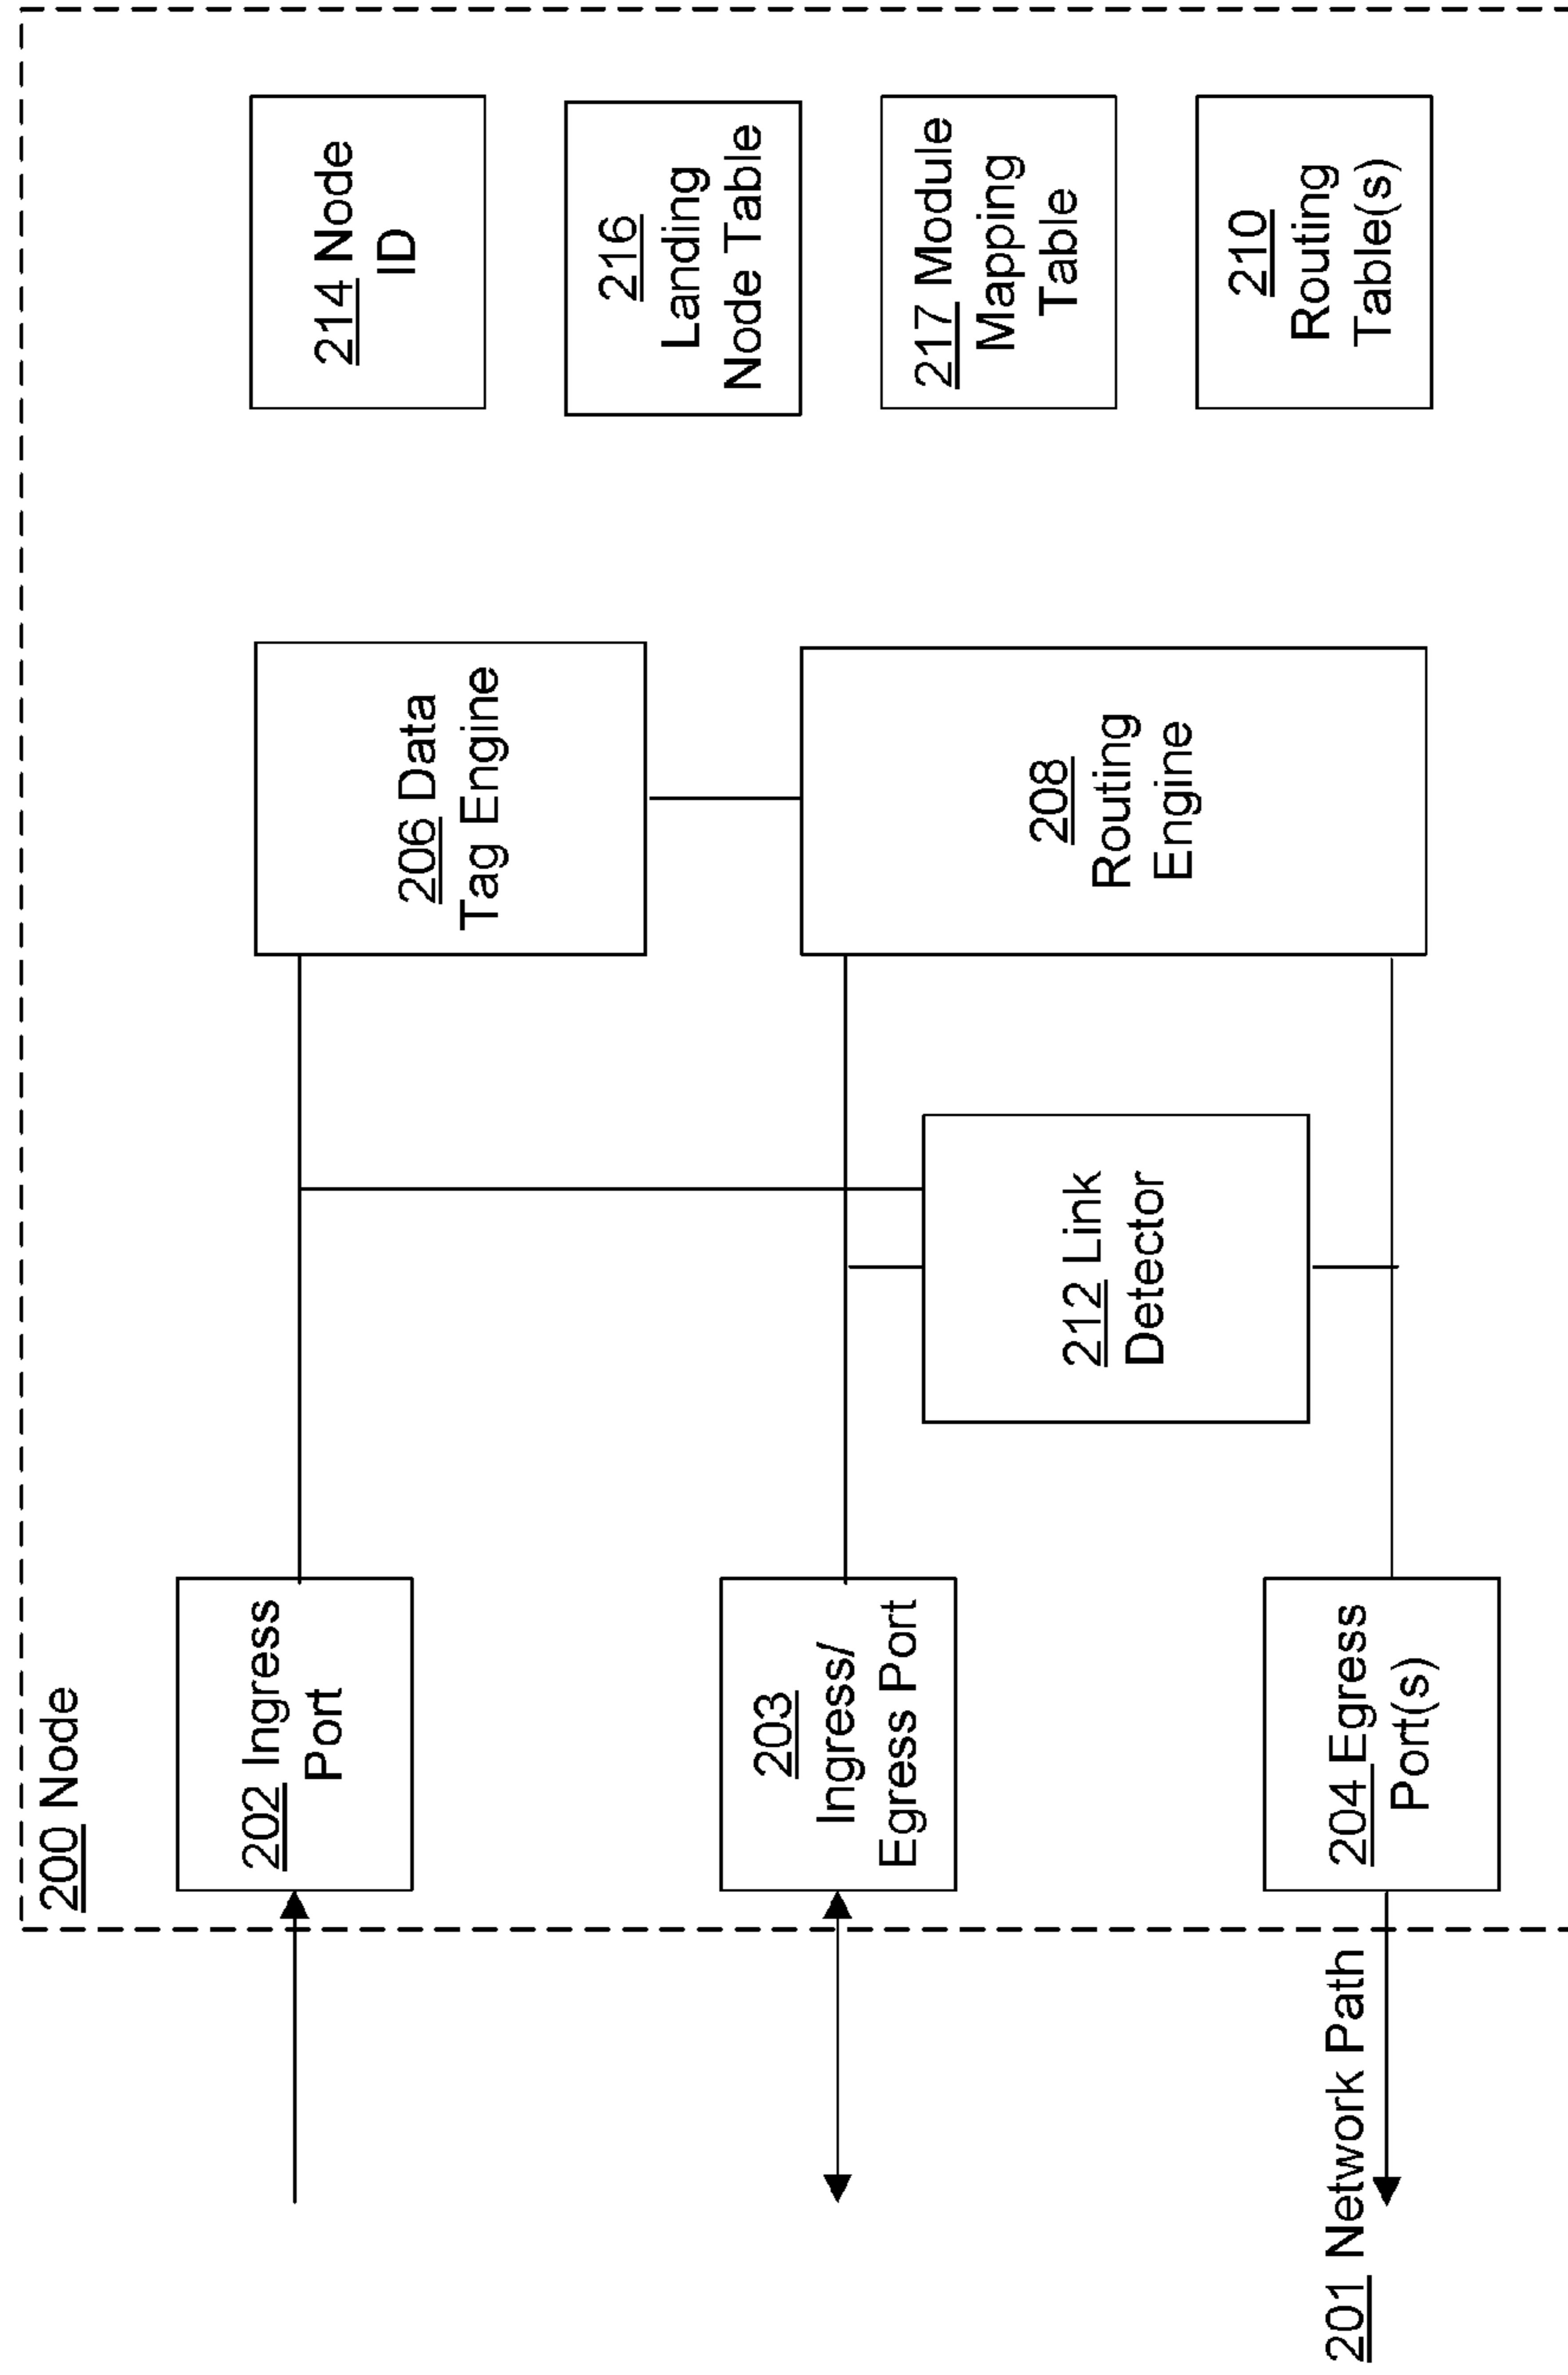 200 Node
202 Ingress
Port
203
Ingress/
Egress Port
204 Egress
Port(s)
201 Network Path
212 Link
Detector
206 Data
Tag Engine
208
Routing
Engine
214 Node
ID
216
Landing
Node Table
217 Module
Mapping
Table
210
Routing
Table(s)